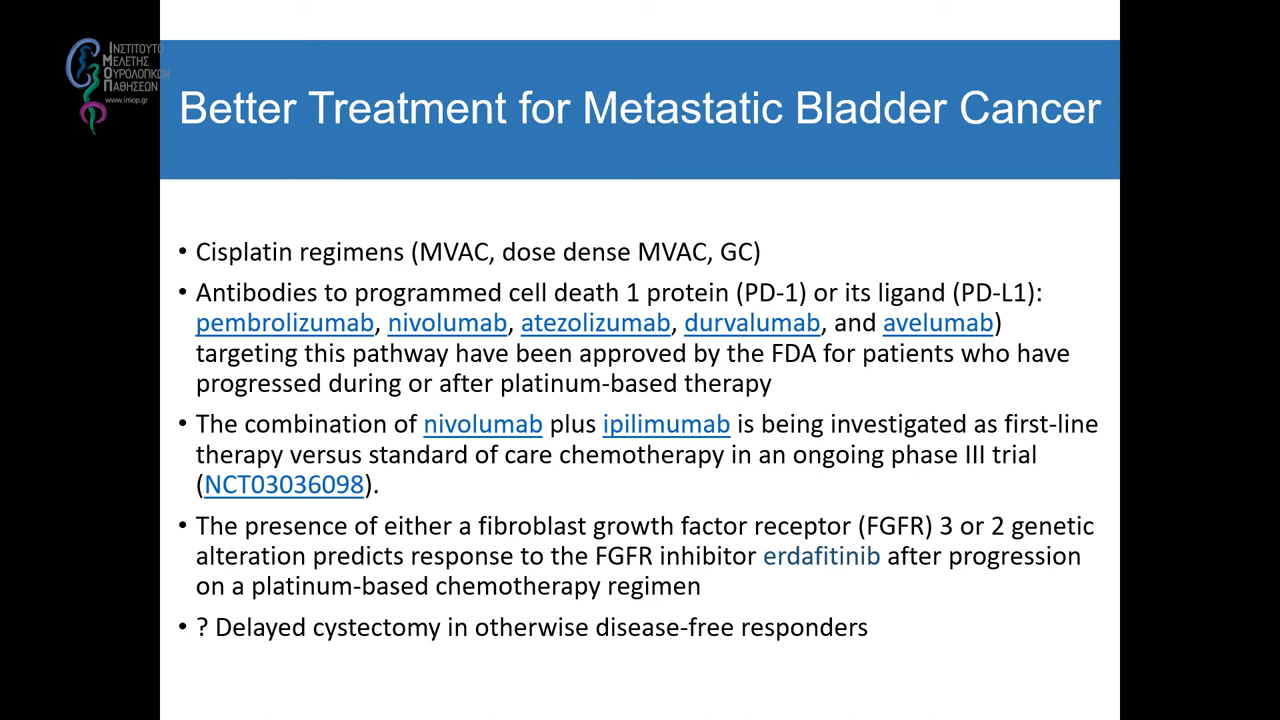 ΙΝΣΤΙΤΟΥΤΟ
ΜΕΛΕΤΗΣ
ΟΥΡΟΛΟΓΙΚΩΝ
ΠΑΘΗΣΕΩΝ
www.imop.gr
Better Treatment for Metastatic Bladder Cancer
• Cisplatin regimens (MVAC, dose dense MVAC, GC)
• Antibodies to programmed cell death 1 protein (PD-1) or its ligand (PD-L1):
pembrolizumab, nivolumab, atezolizumab, durvalumab, and avelumab)
targeting this pathway have been approved by the FDA for patients who have
progressed during or after platinum-based therapy
• The combination of nivolumab plus ipilimumab is being investigated as first-line
therapy versus standard of care chemotherapy in an ongoing phase III trial
(NCT03036098).
• The presence of either a fibroblast growth factor receptor (FGFR) 3 or 2 genetic
alteration predicts response to the FGFR inhibitor erdafitinib after progression
on a platinum-based chemotherapy regimen
• ? Delayed cystectomy in otherwise disease-free responders